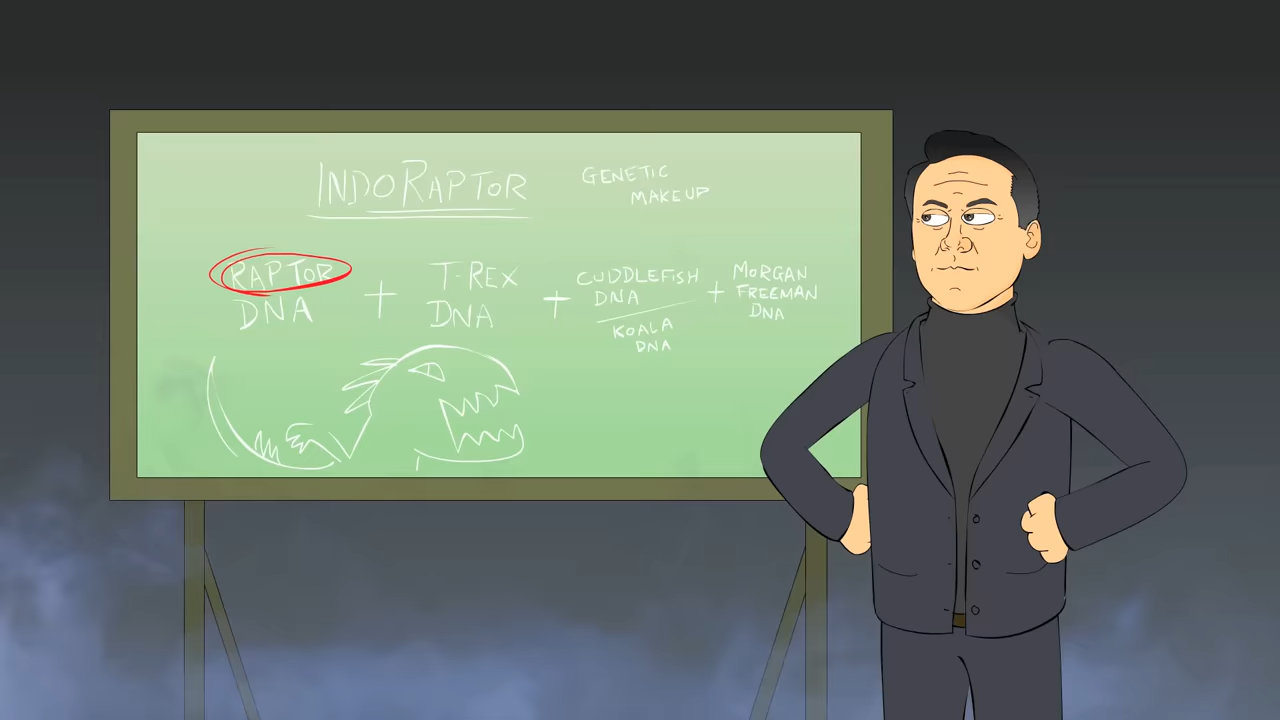 INDORAPTOR
GENETIC
MAKEUP
RAPTOR
DNA
+
T-REX
DNA
+
CUDDLEFISH
DNA
KOALA
DNA
+
MORGAN
FREEMAN
DNA